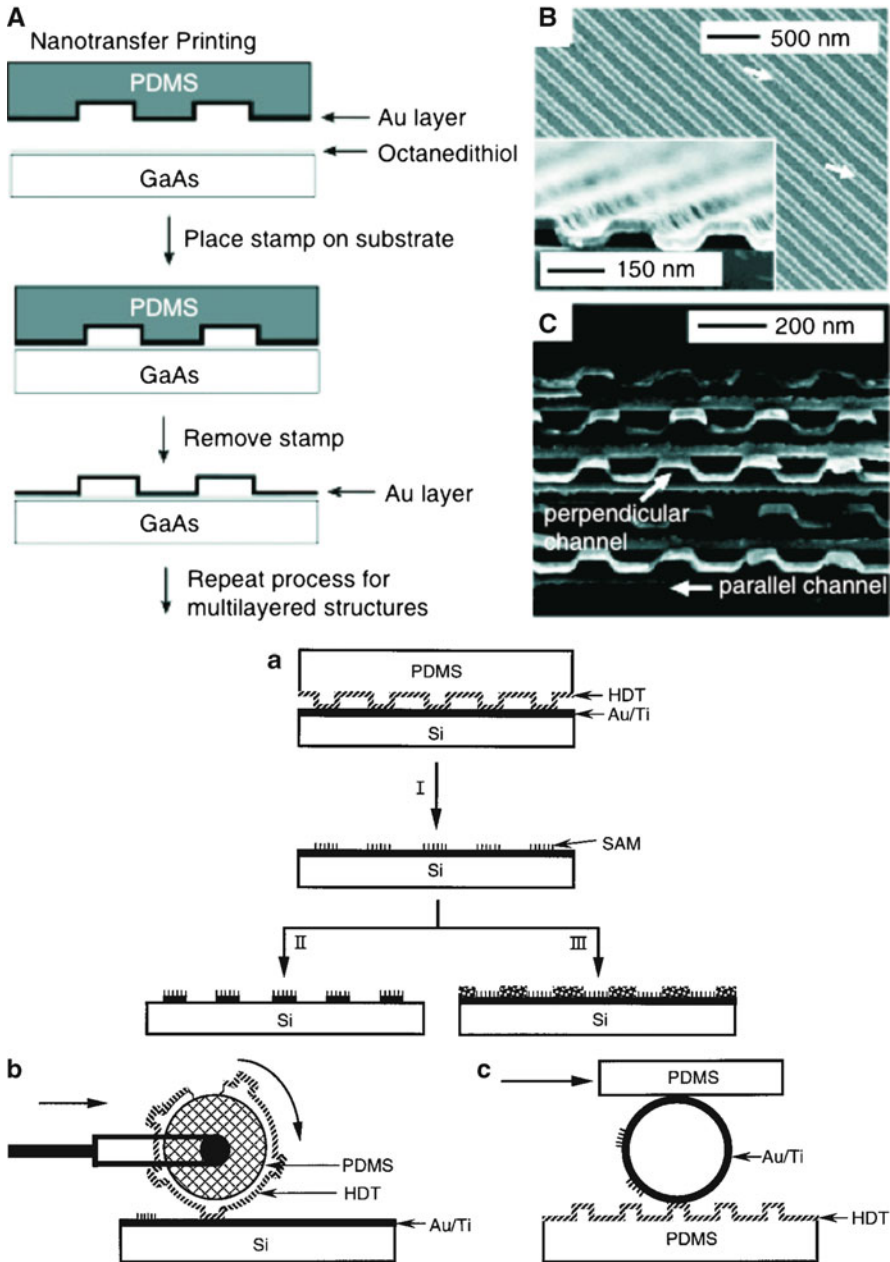 A
Nanotransfer Printing
PDMS
Au layer
Octanedithiol
GaAs
Place stamp on substrate
PDMS
GaAs
Remove stamp
Au layer
GaAs
Repeat process for
multilayered structures
B
500 nm
150 nm
C
200 nm
perpendicular
channel
parallel channel
a
PDMS
HDT
Au/Ti
Si
I
SAM
Si
II
III
Si
Si
b
PDMS
HDT
Au/Ti
Si
c
PDMS
Au/Ti
HDT
PDMS